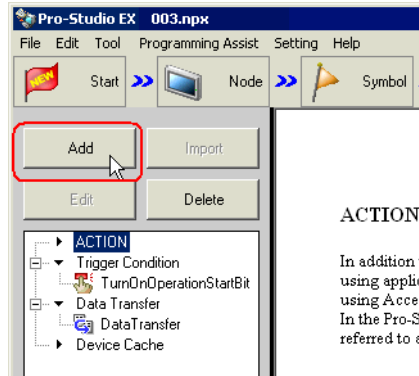 Pro-Studio EX 003.npx
File Edit Tool Programming Assist Setting Help
NEW Start Node Symbol
Add Import
Edit Delete
ACTION
Trigger Condition
TurnOnOperationStartBit
Data Transfer
DataTransfer
Device Cache
ACTION
In addition
using appli
using Acce
In the Pro-S
referred to a